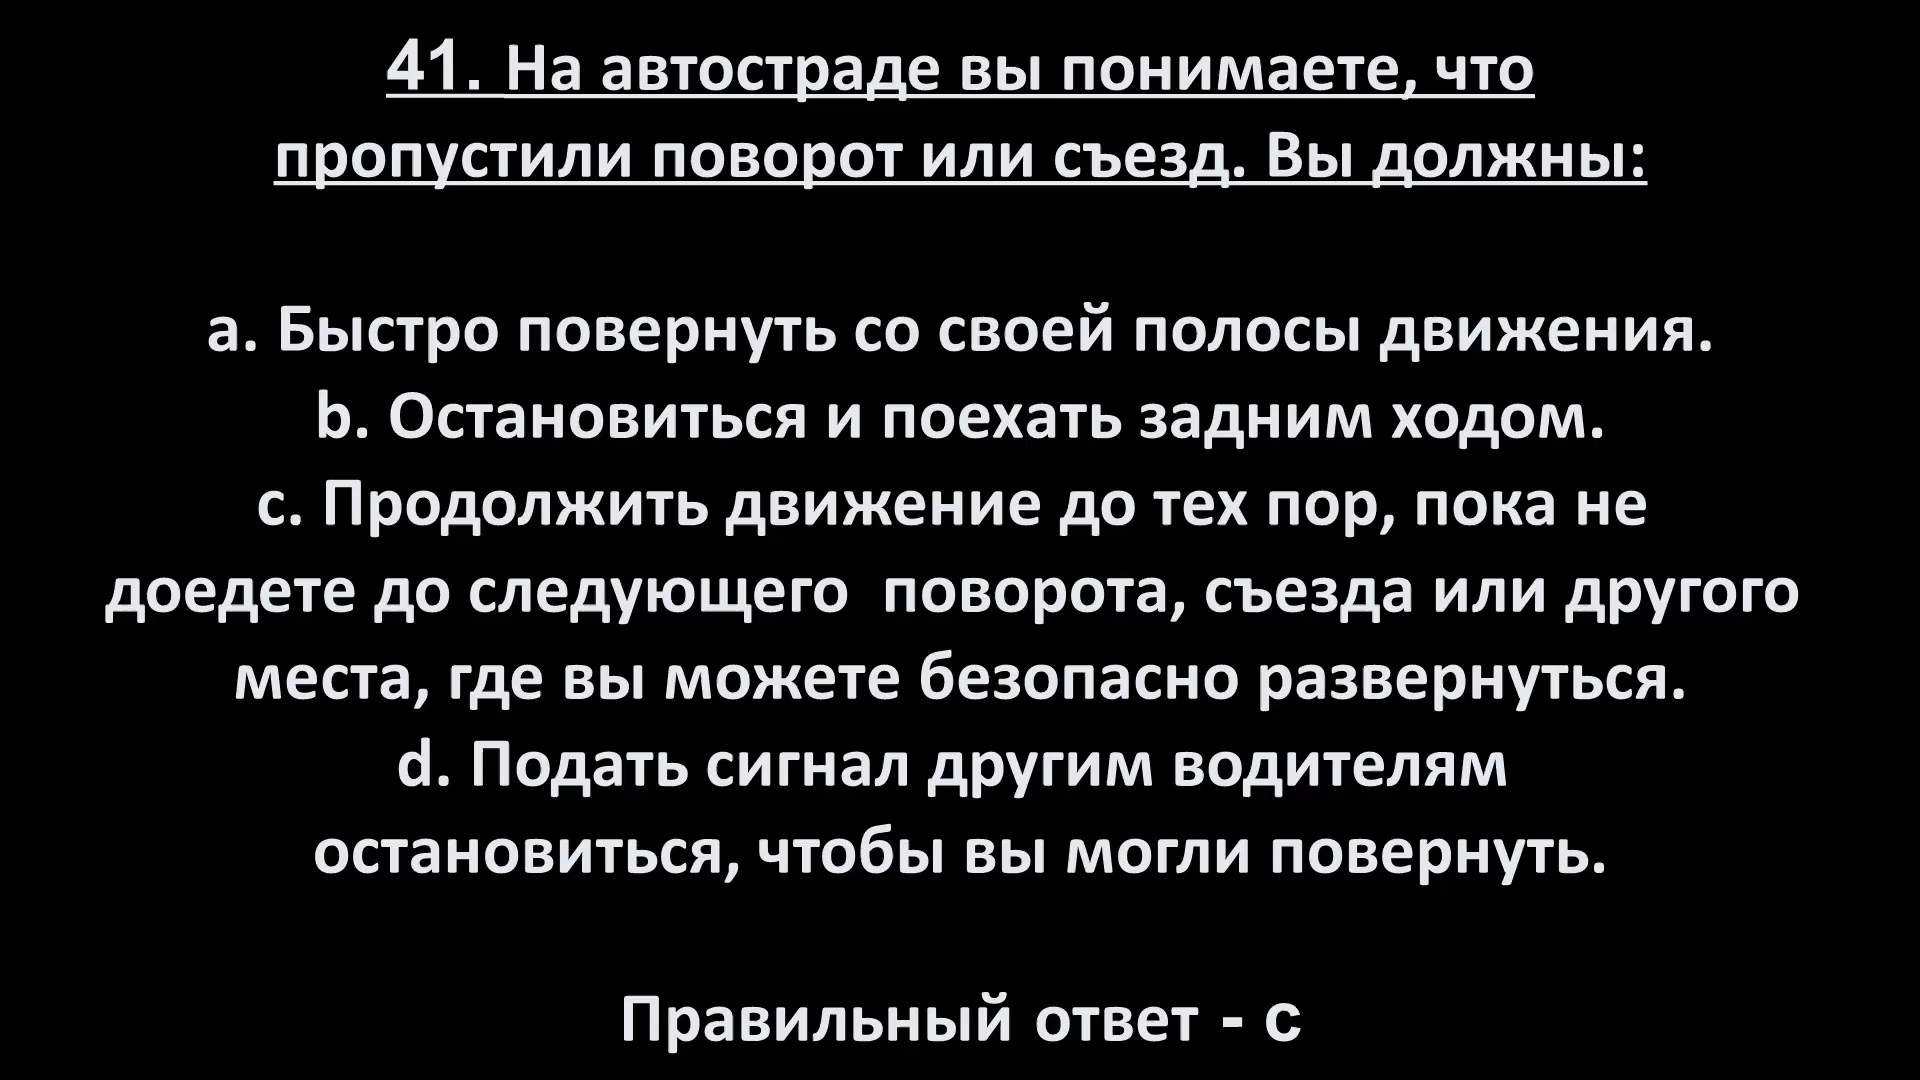 41. На автостраде вы понимаете, что
пропустили поворот или съезд. Вы должны:
a. Быстро повернуть со своей полосы движения.
b. Остановиться и поехать задним ходом.
c. Продолжить движение до тех пор, пока не
доедете до следующего  поворота, съезда или другого
места, где вы можете безопасно развернуться.
d. Подать сигнал другим водителям
остановиться, чтобы вы могли повернуть.
Правильный ответ - c